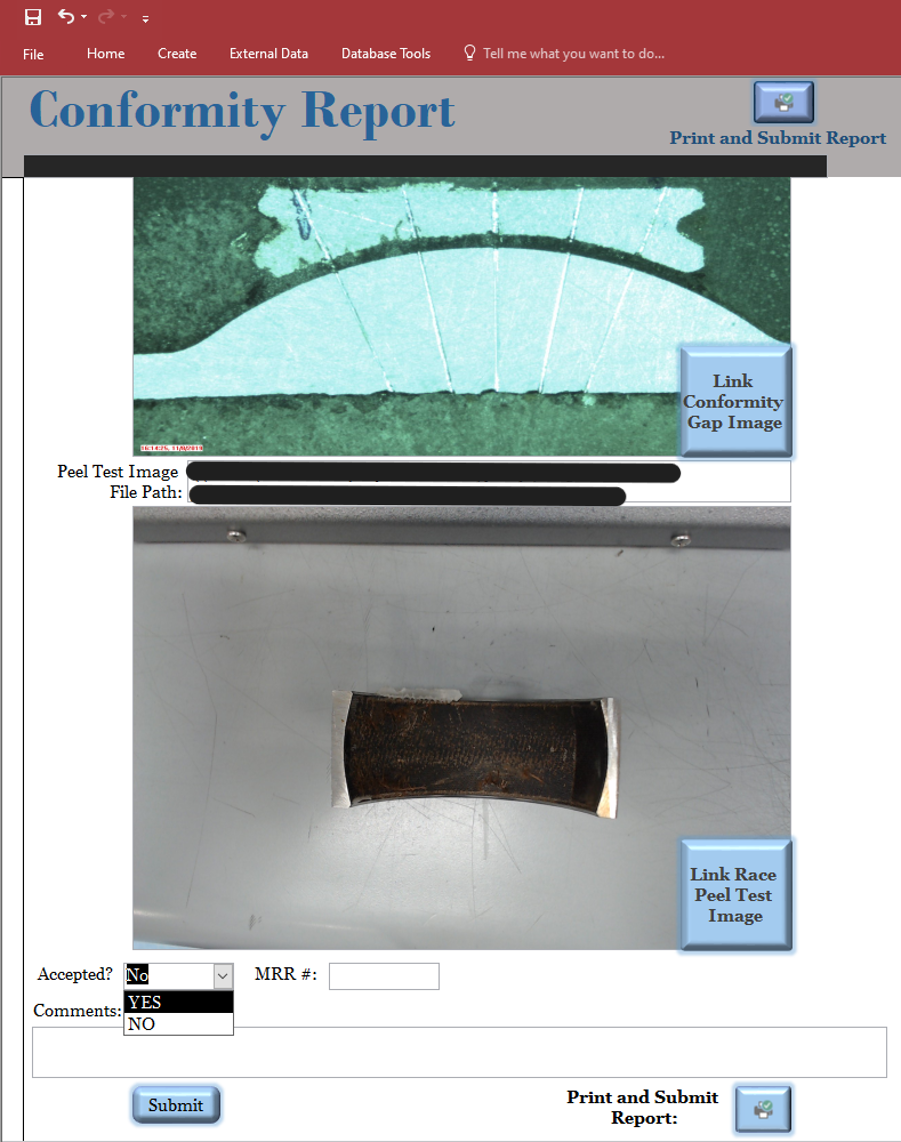 File Home Create External Data Database Tools Tell me what you want to do...
Conformity Report
Print and Submit Report
Link
Conformity
Gap Image
16:14:25, 11/9/2019
Peel Test Image
File Path:
Link Race
Peel Test
Image
Accepted? No MRR #:
YES
Comments:
NO
Submit
Print and Submit
Report: